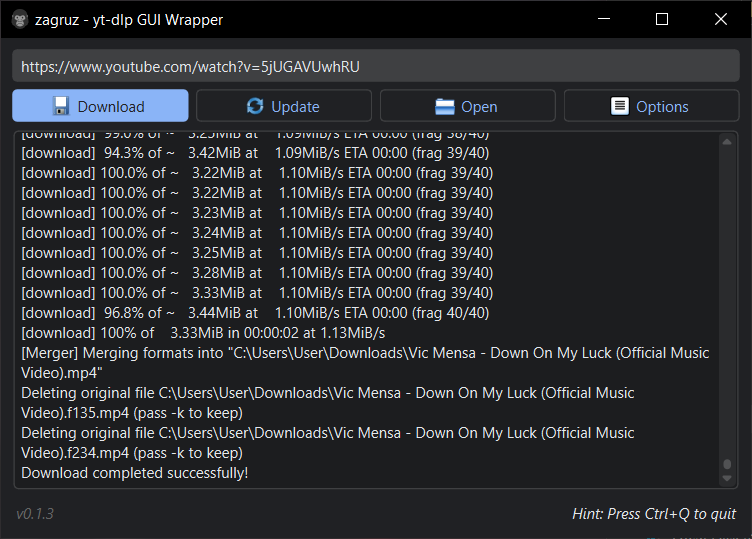 zagruz - yt-dlp GUI Wrapper
https://www.youtube.com/watch?v=5jUGAVUwhRU
Download
Update
Open
Options
[download] 99.0% of ~ 3.25MiB at 1.09MiB/s ETA 00:00 (frag 38/40)
[download] 94.3% of ~ 3.42MiB at 1.09MiB/s ETA 00:00 (frag 39/40)
[download] 100.0% of ~ 3.22MiB at 1.10MiB/s ETA 00:00 (frag 39/40)
[download] 100.0% of ~ 3.22MiB at 1.10MiB/s ETA 00:00 (frag 39/40)
[download] 100.0% of ~ 3.23MiB at 1.10MiB/s ETA 00:00 (frag 39/40)
[download] 100.0% of ~ 3.24MiB at 1.10MiB/s ETA 00:00 (frag 39/40)
[download] 100.0% of ~ 3.25MiB at 1.10MiB/s ETA 00:00 (frag 39/40)
[download] 100.0% of ~ 3.28MiB at 1.10MiB/s ETA 00:00 (frag 39/40)
[download] 100.0% of ~ 3.33MiB at 1.10MiB/s ETA 00:00 (frag 39/40)
[download] 96.8% of ~ 3.44MiB at 1.10MiB/s ETA 00:00 (frag 40/40)
[download] 100% of 3.33MiB in 00:00:02 at 1.13MiB/s
[Merger] Merging formats into "C:\Users\User\Downloads\Vic Mensa - Down On My Luck (Official Music
Video).mp4"
Deleting original file C:\Users\User\Downloads\Vic Mensa - Down On My Luck (Official Music
Video).f135.mp4 (pass -k to keep)
Deleting original file C:\Users\User\Downloads\Vic Mensa - Down On My Luck (Official Music
Video).f234.mp4 (pass -k to keep)
Download completed successfully!
v0.1.3
Hint: Press Ctrl+Q to quit